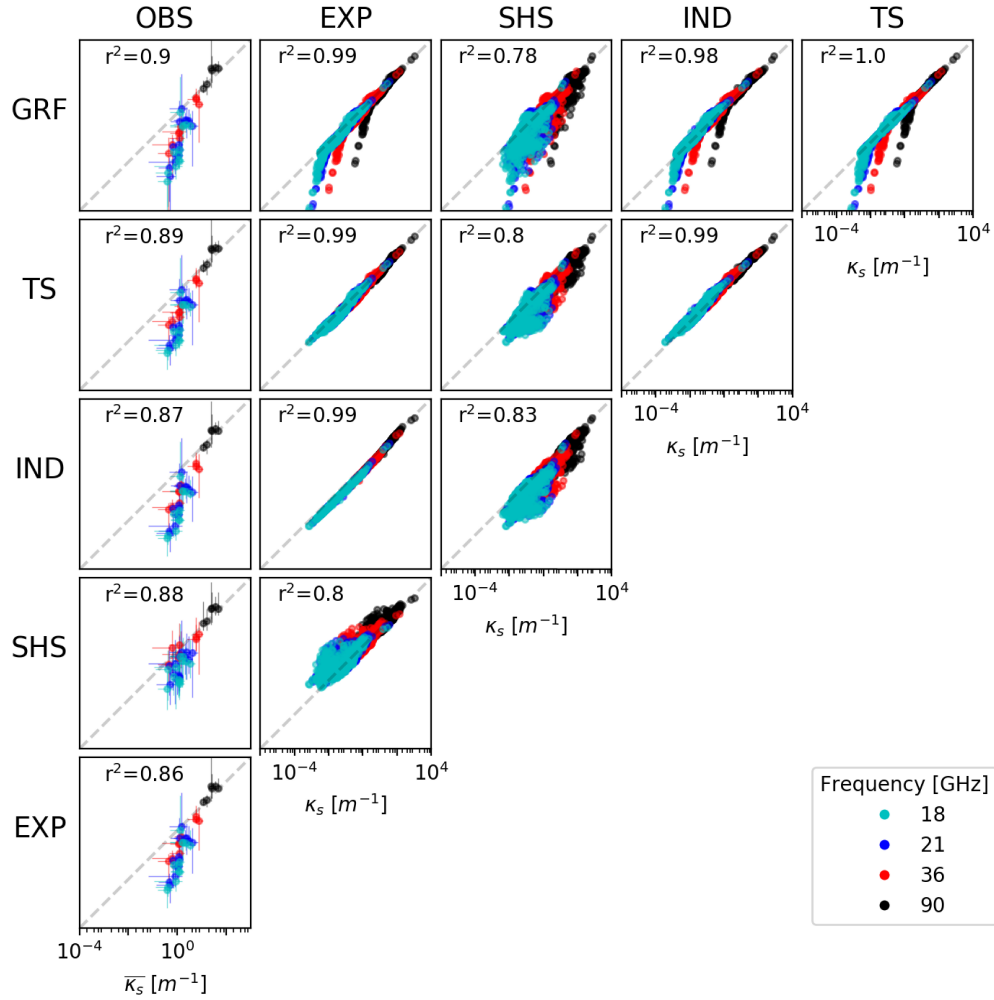 OBS EXP SHS IND TS
GRF r²=0.9 r²=0.99 r²=0.78 r²=0.98 r²=1.0
10⁻⁴ 10⁴
κₛ [m⁻¹]
TS r²=0.89 r²=0.99 r²=0.8 r²=0.99
10⁻⁴ 10⁴
κₛ [m⁻¹]
IND r²=0.87 r²=0.99 r²=0.83
10⁻⁴ 10⁴
κₛ [m⁻¹]
SHS r²=0.88 r²=0.8
10⁻⁴ 10⁴
κₛ [m⁻¹]
EXP r²=0.86
10⁻⁴ 10⁰
κₛ̅ [m⁻¹]
Frequency [GHz]
18
21
36
90